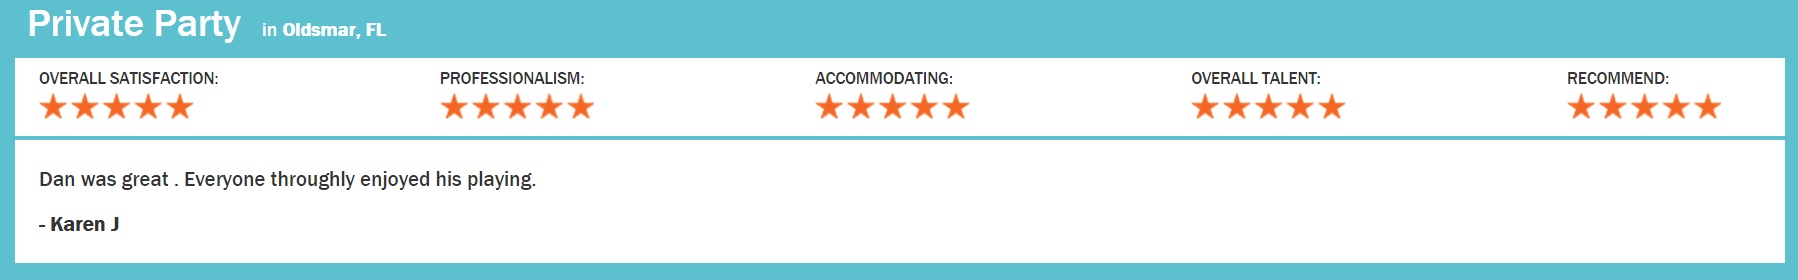 Private Party in Oldsmar, FL
OVERALL SATISFACTION: PROFESSIONALISM: ACCOMMODATING: OVERALL TALENT: RECOMMEND:
Dan was great . Everyone throughly enjoyed his playing.
- Karen J